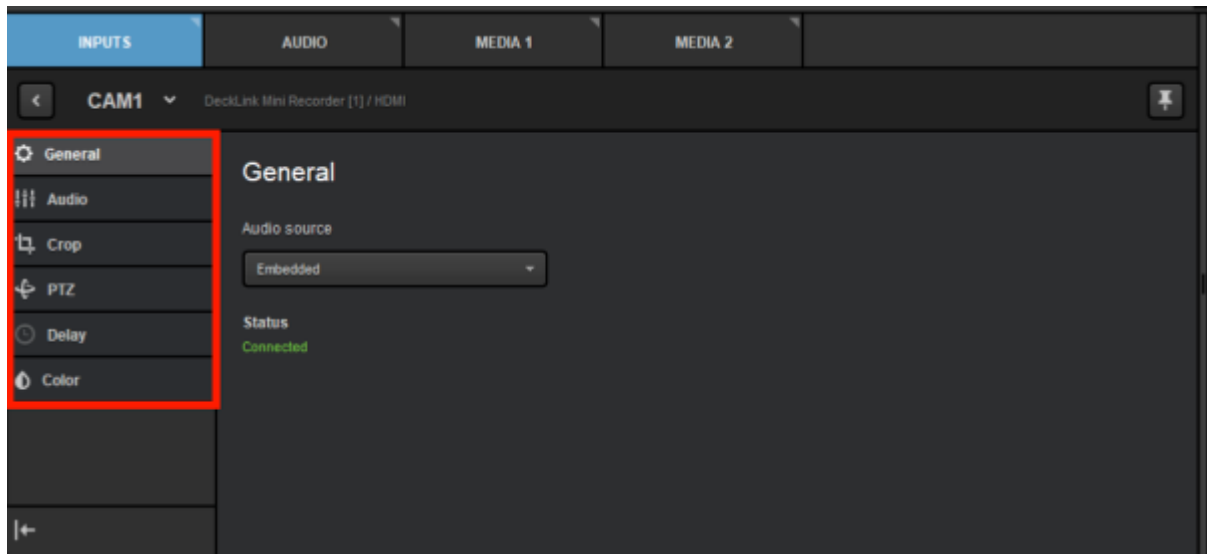 INPUTS AUDIO MEDIA 1 MEDIA 2
CAM1 DeckLink Mini Recorder [1] / HDMI
General
Audio
Crop
PTZ
Delay
Color
General
Audio source
Embedded
Status
Connected